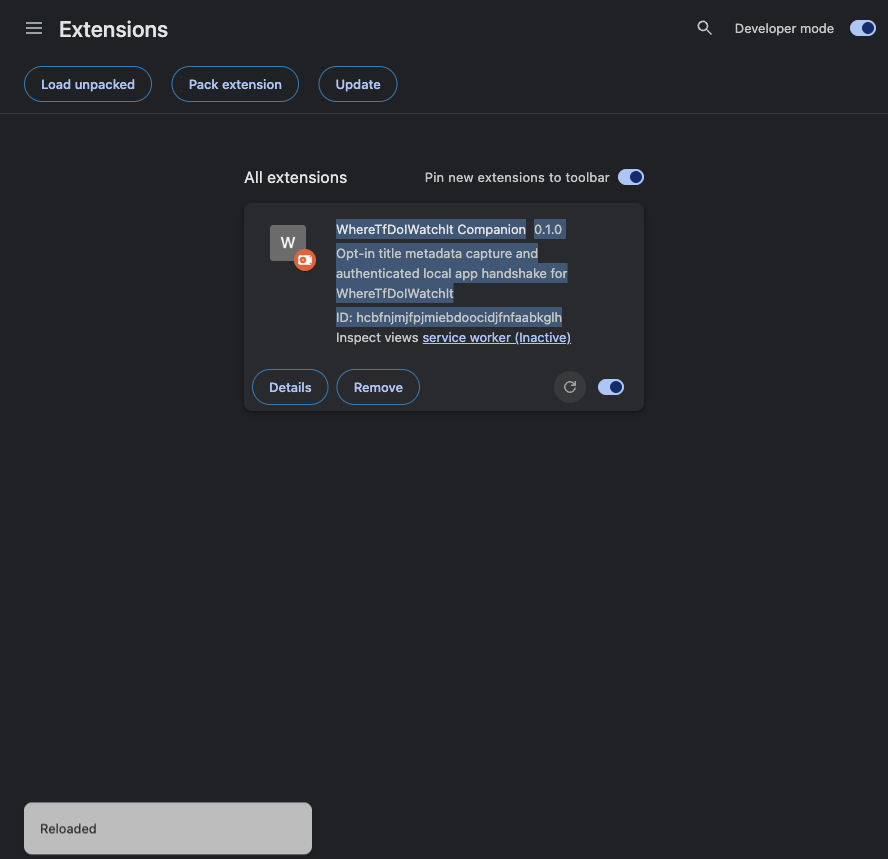 Extensions
Developer mode
Load unpacked
Pack extension
Update
All extensions
Pin new extensions to toolbar
W
WhereTfDoIWatchIt Companion 0.1.0
Opt-in title metadata capture and
authenticated local app handshake for
WhereTfDoIWatchIt
ID: hcbfnjmjfpjmiebdoocidjfnfaabkglh
Inspect views service worker (Inactive)
Details
Remove
Reloaded